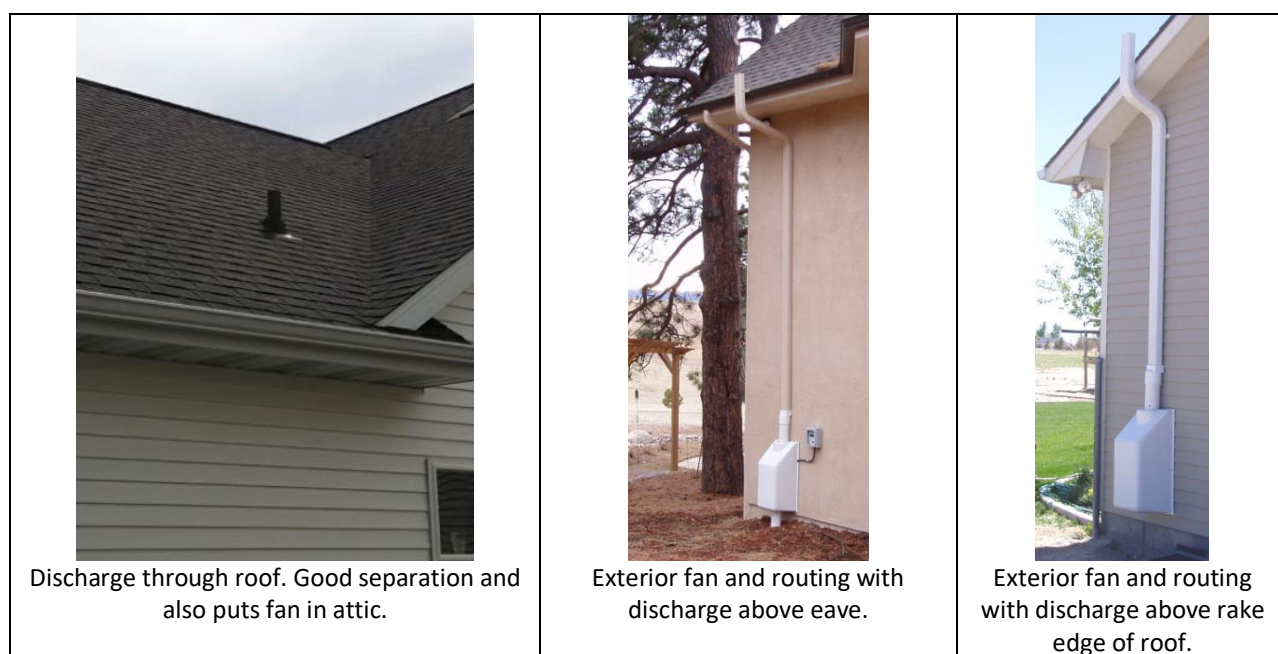 Discharge through roof. Good separation and
also puts fan in attic.
Exterior fan and routing with
discharge above eave.
Exterior fan and routing
with discharge above rake
edge of roof.